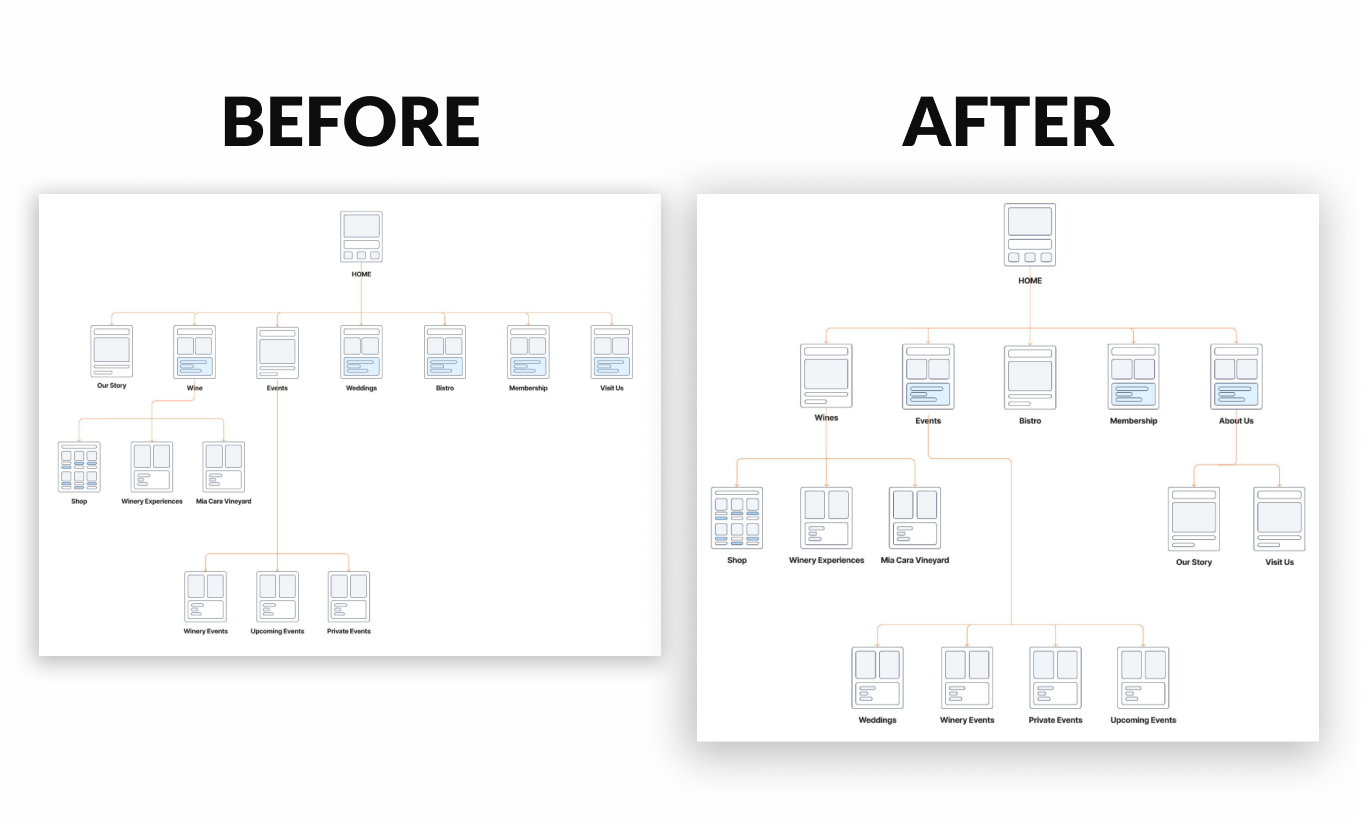 BEFORE
AFTER
HOME
Our Story
Wine
Events
Weddings
Bistro
Membership
Visit Us
Shop
Winery Experiences
Mia Cara Vineyard
Winery Events
Upcoming Events
Private Events
HOME
Wines
Events
Bistro
Membership
About Us
Shop
Winery Experiences
Mia Cara Vineyard
Our Story
Visit Us
Weddings
Winery Events
Private Events
Upcoming Events